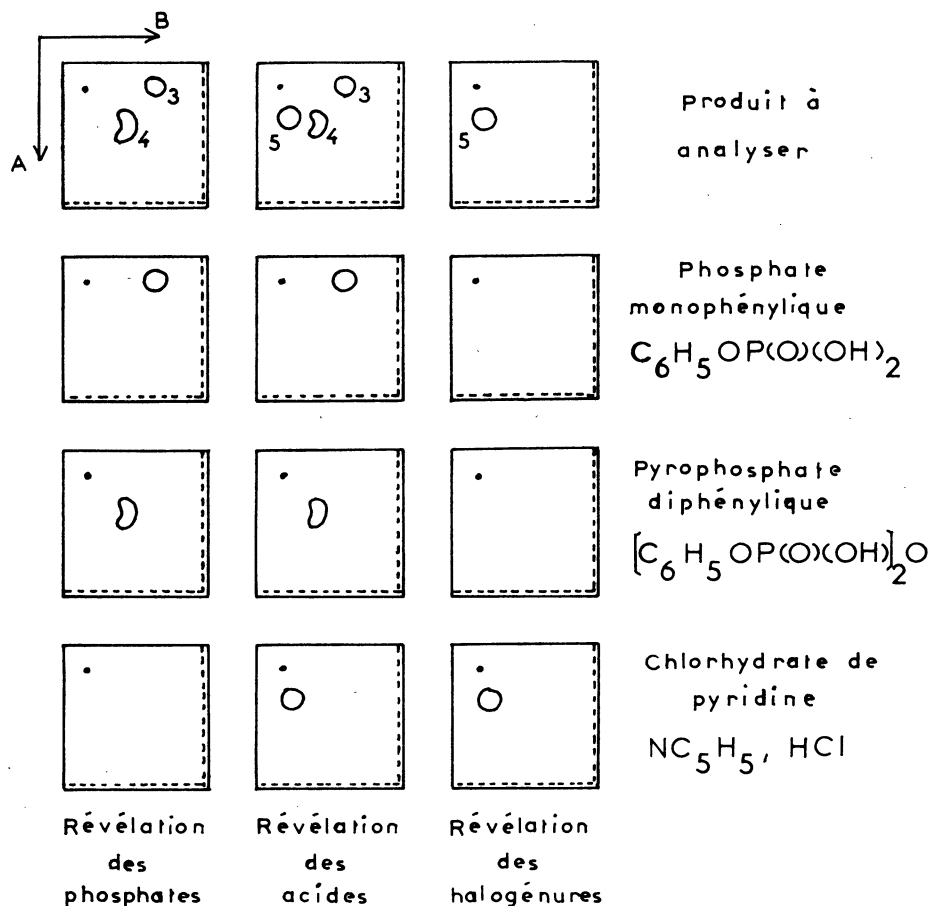 B
A
3
4
3
5
4
5
Produit à
analyser
Phosphate
monophénylique
C6H5OP(O)(OH)2
Pyrophosphate
diphénylique
[C6H5OP(O)(OH)]2O
Chlorhydrate de
pyridine
NC5H5, HCl
Révélation
des
phosphates
Révélation
des
acides
Révélation
des
halogénures